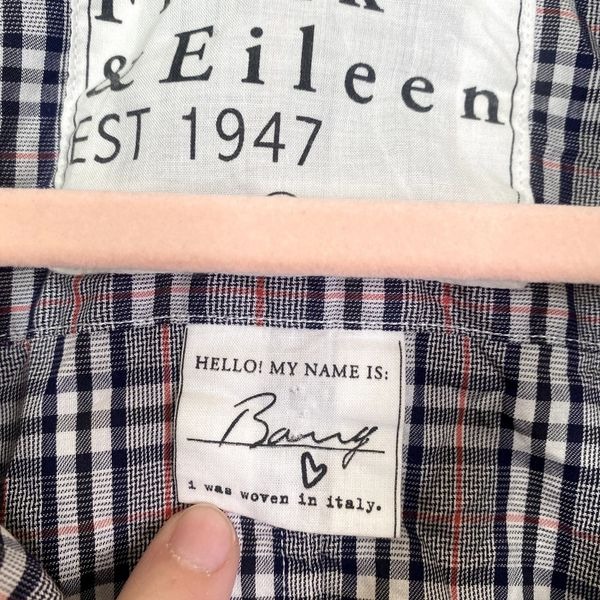 & Eileen
EST 1947
HELLO! MY NAME IS:
Barry
i was woven in italy.